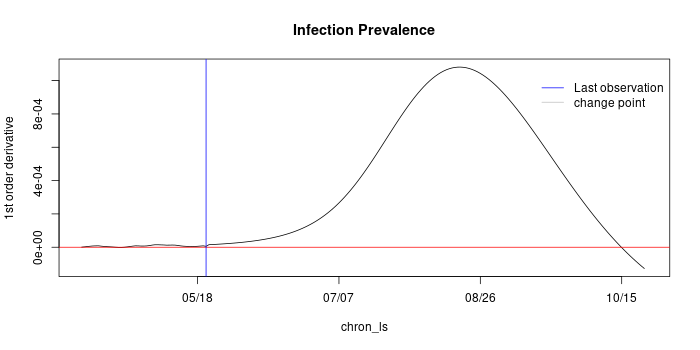 Infection Prevalence
1st order derivative
8e-04
4e-04
0e+00
Last observation
change point
05/18
07/07
08/26
10/15
chron_ls